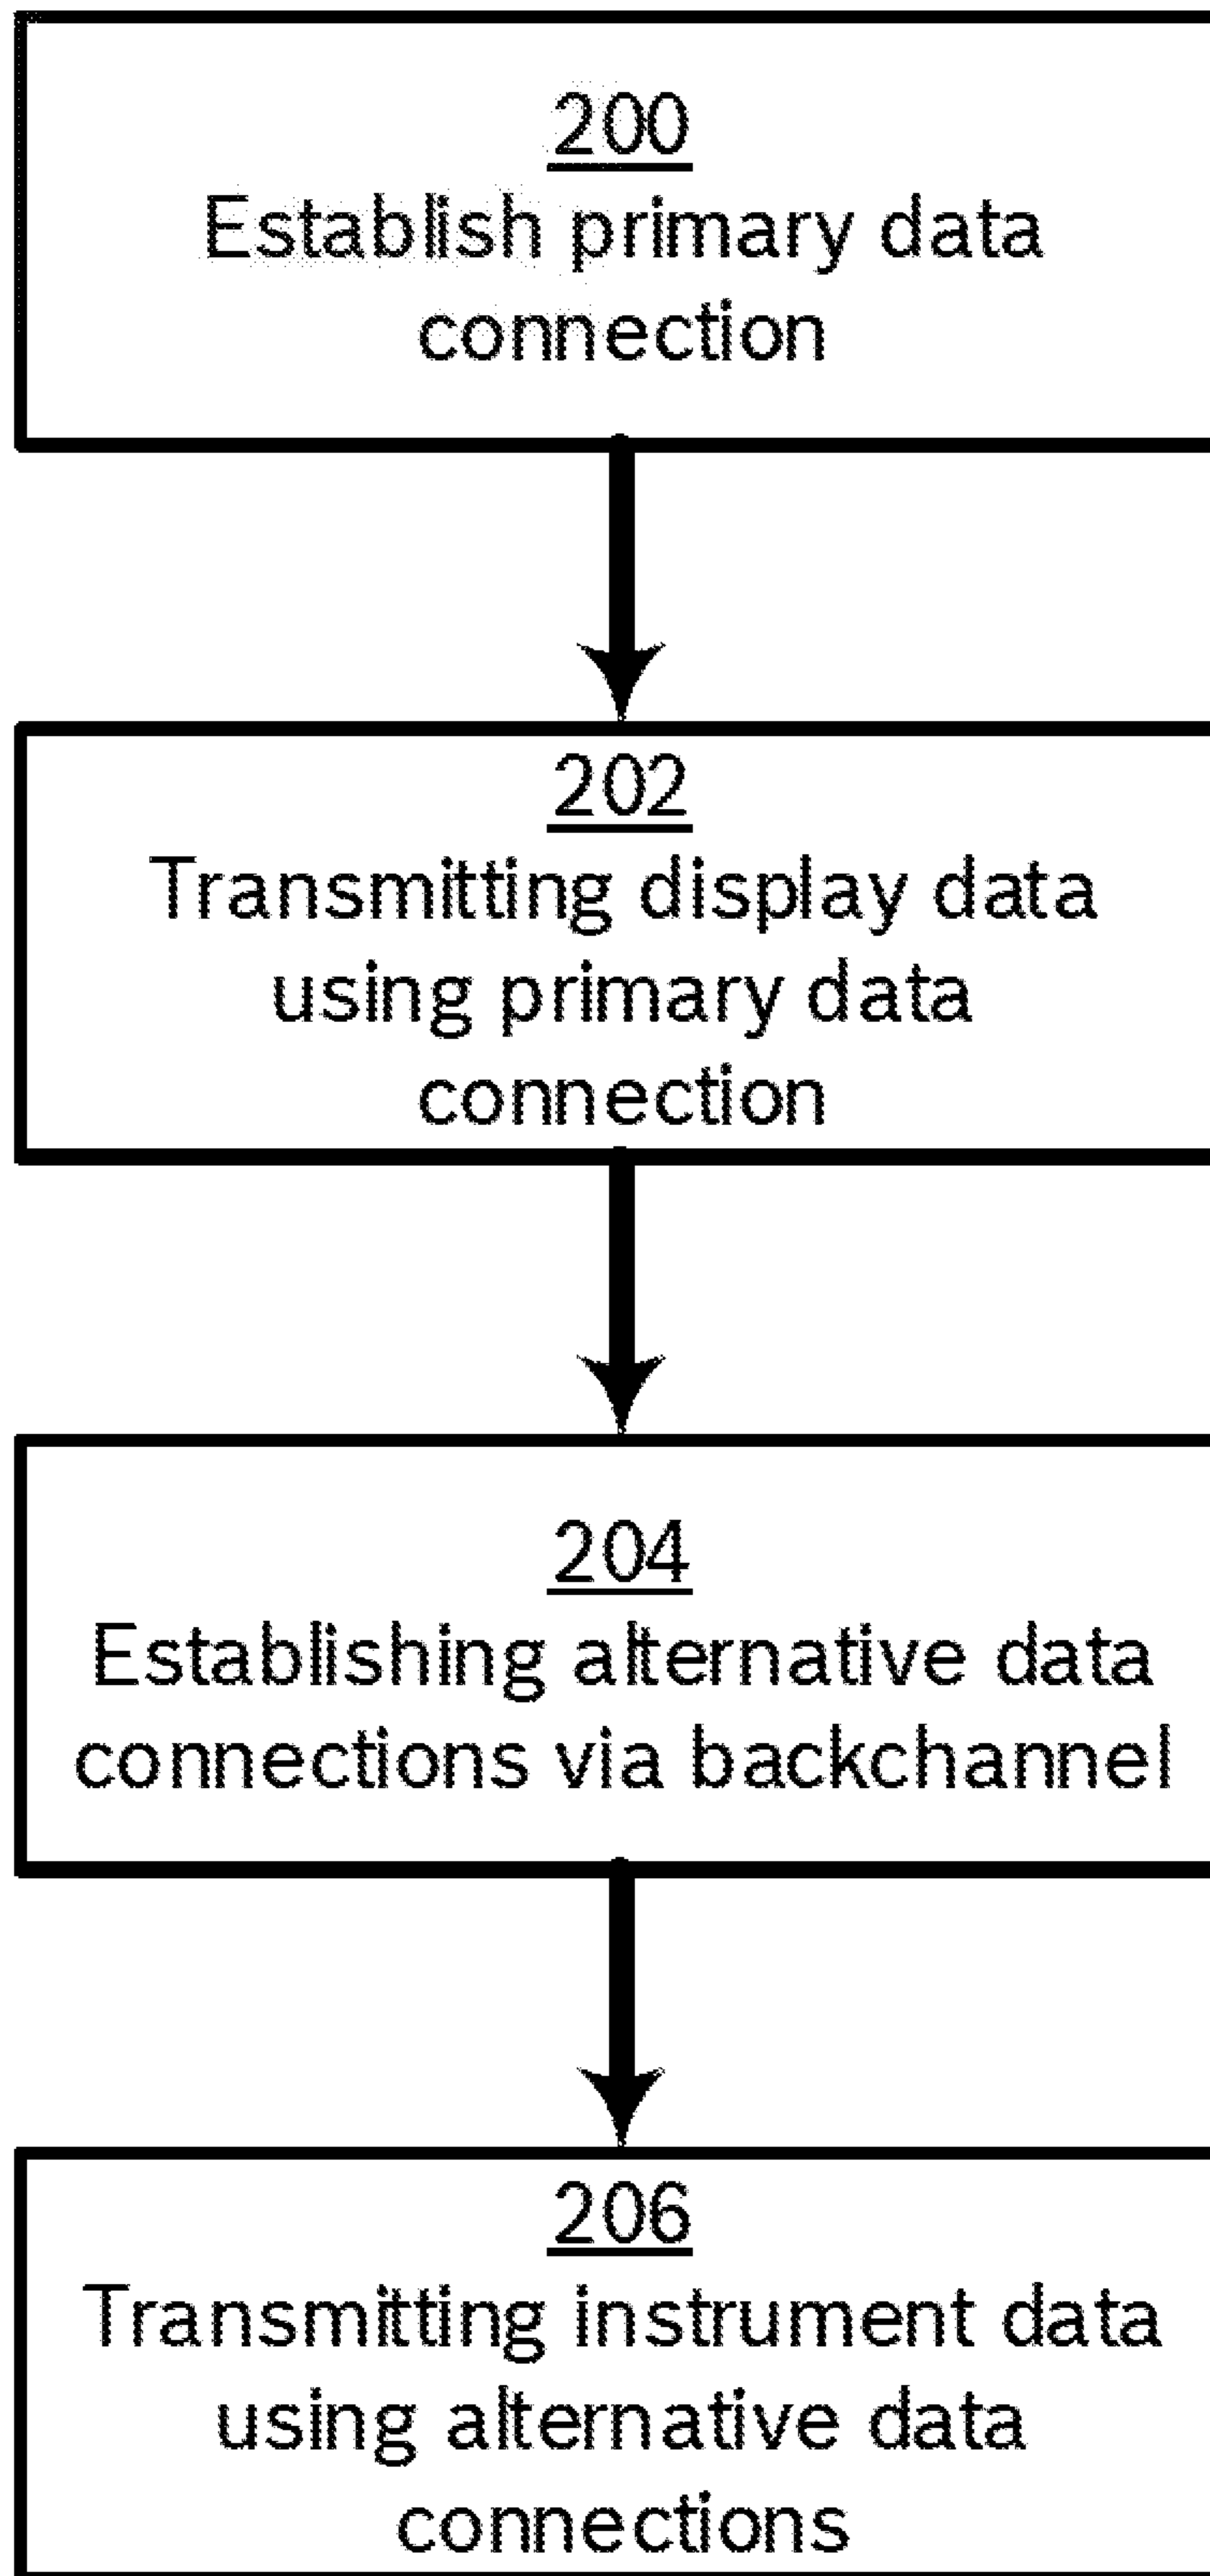 200
Establish primary data
connection
202
Transmitting display data
using primary data
connection
204
Establishing alternative data
connections via backchannel
206
Transmitting instrument data
using alternative data
connections